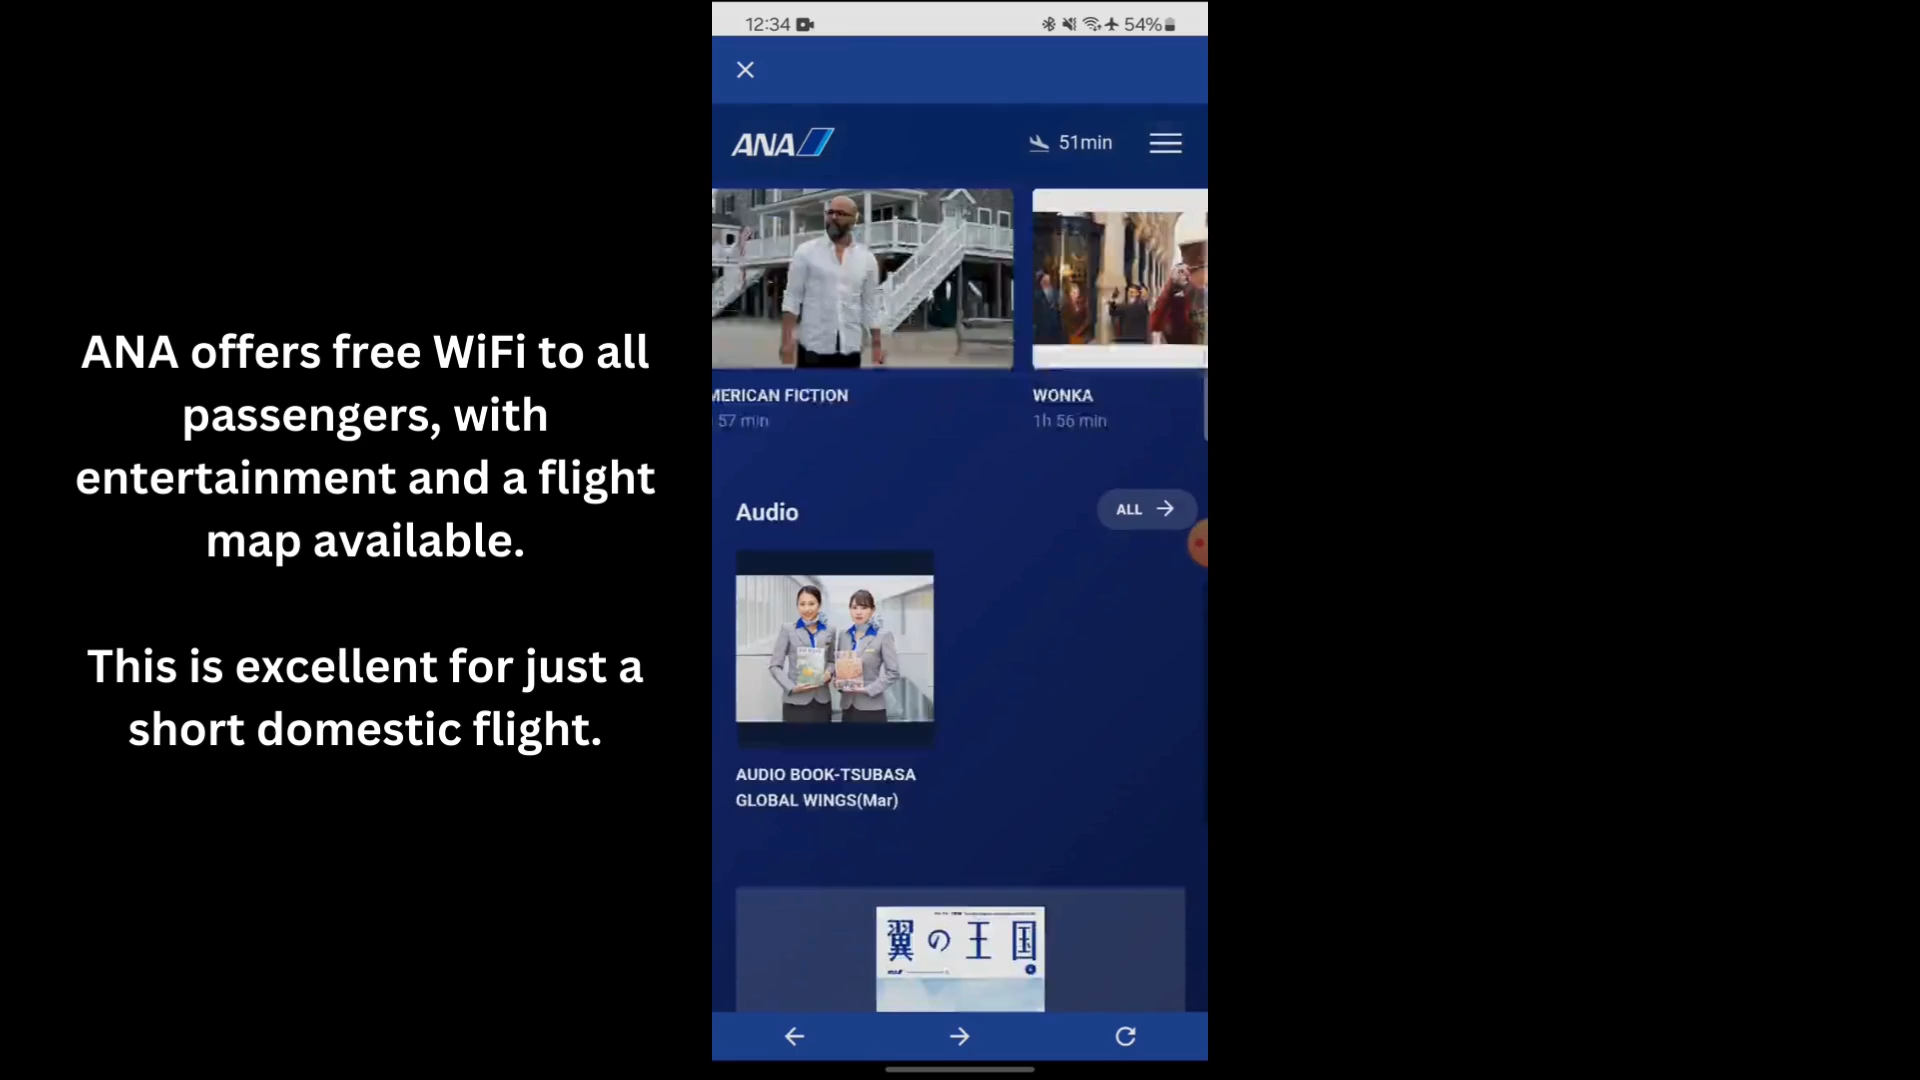 ANA offers free WiFi to all
passengers, with
entertainment and a flight
map available.
This is excellent for just a
short domestic flight.
12:34
54%
ANA
51min
MERICAN FICTION
57 min
WONKA
1h 56 min
Audio
ALL
AUDIO BOOK-TSUBASA
GLOBAL WINGS(Mar)
翼の王国